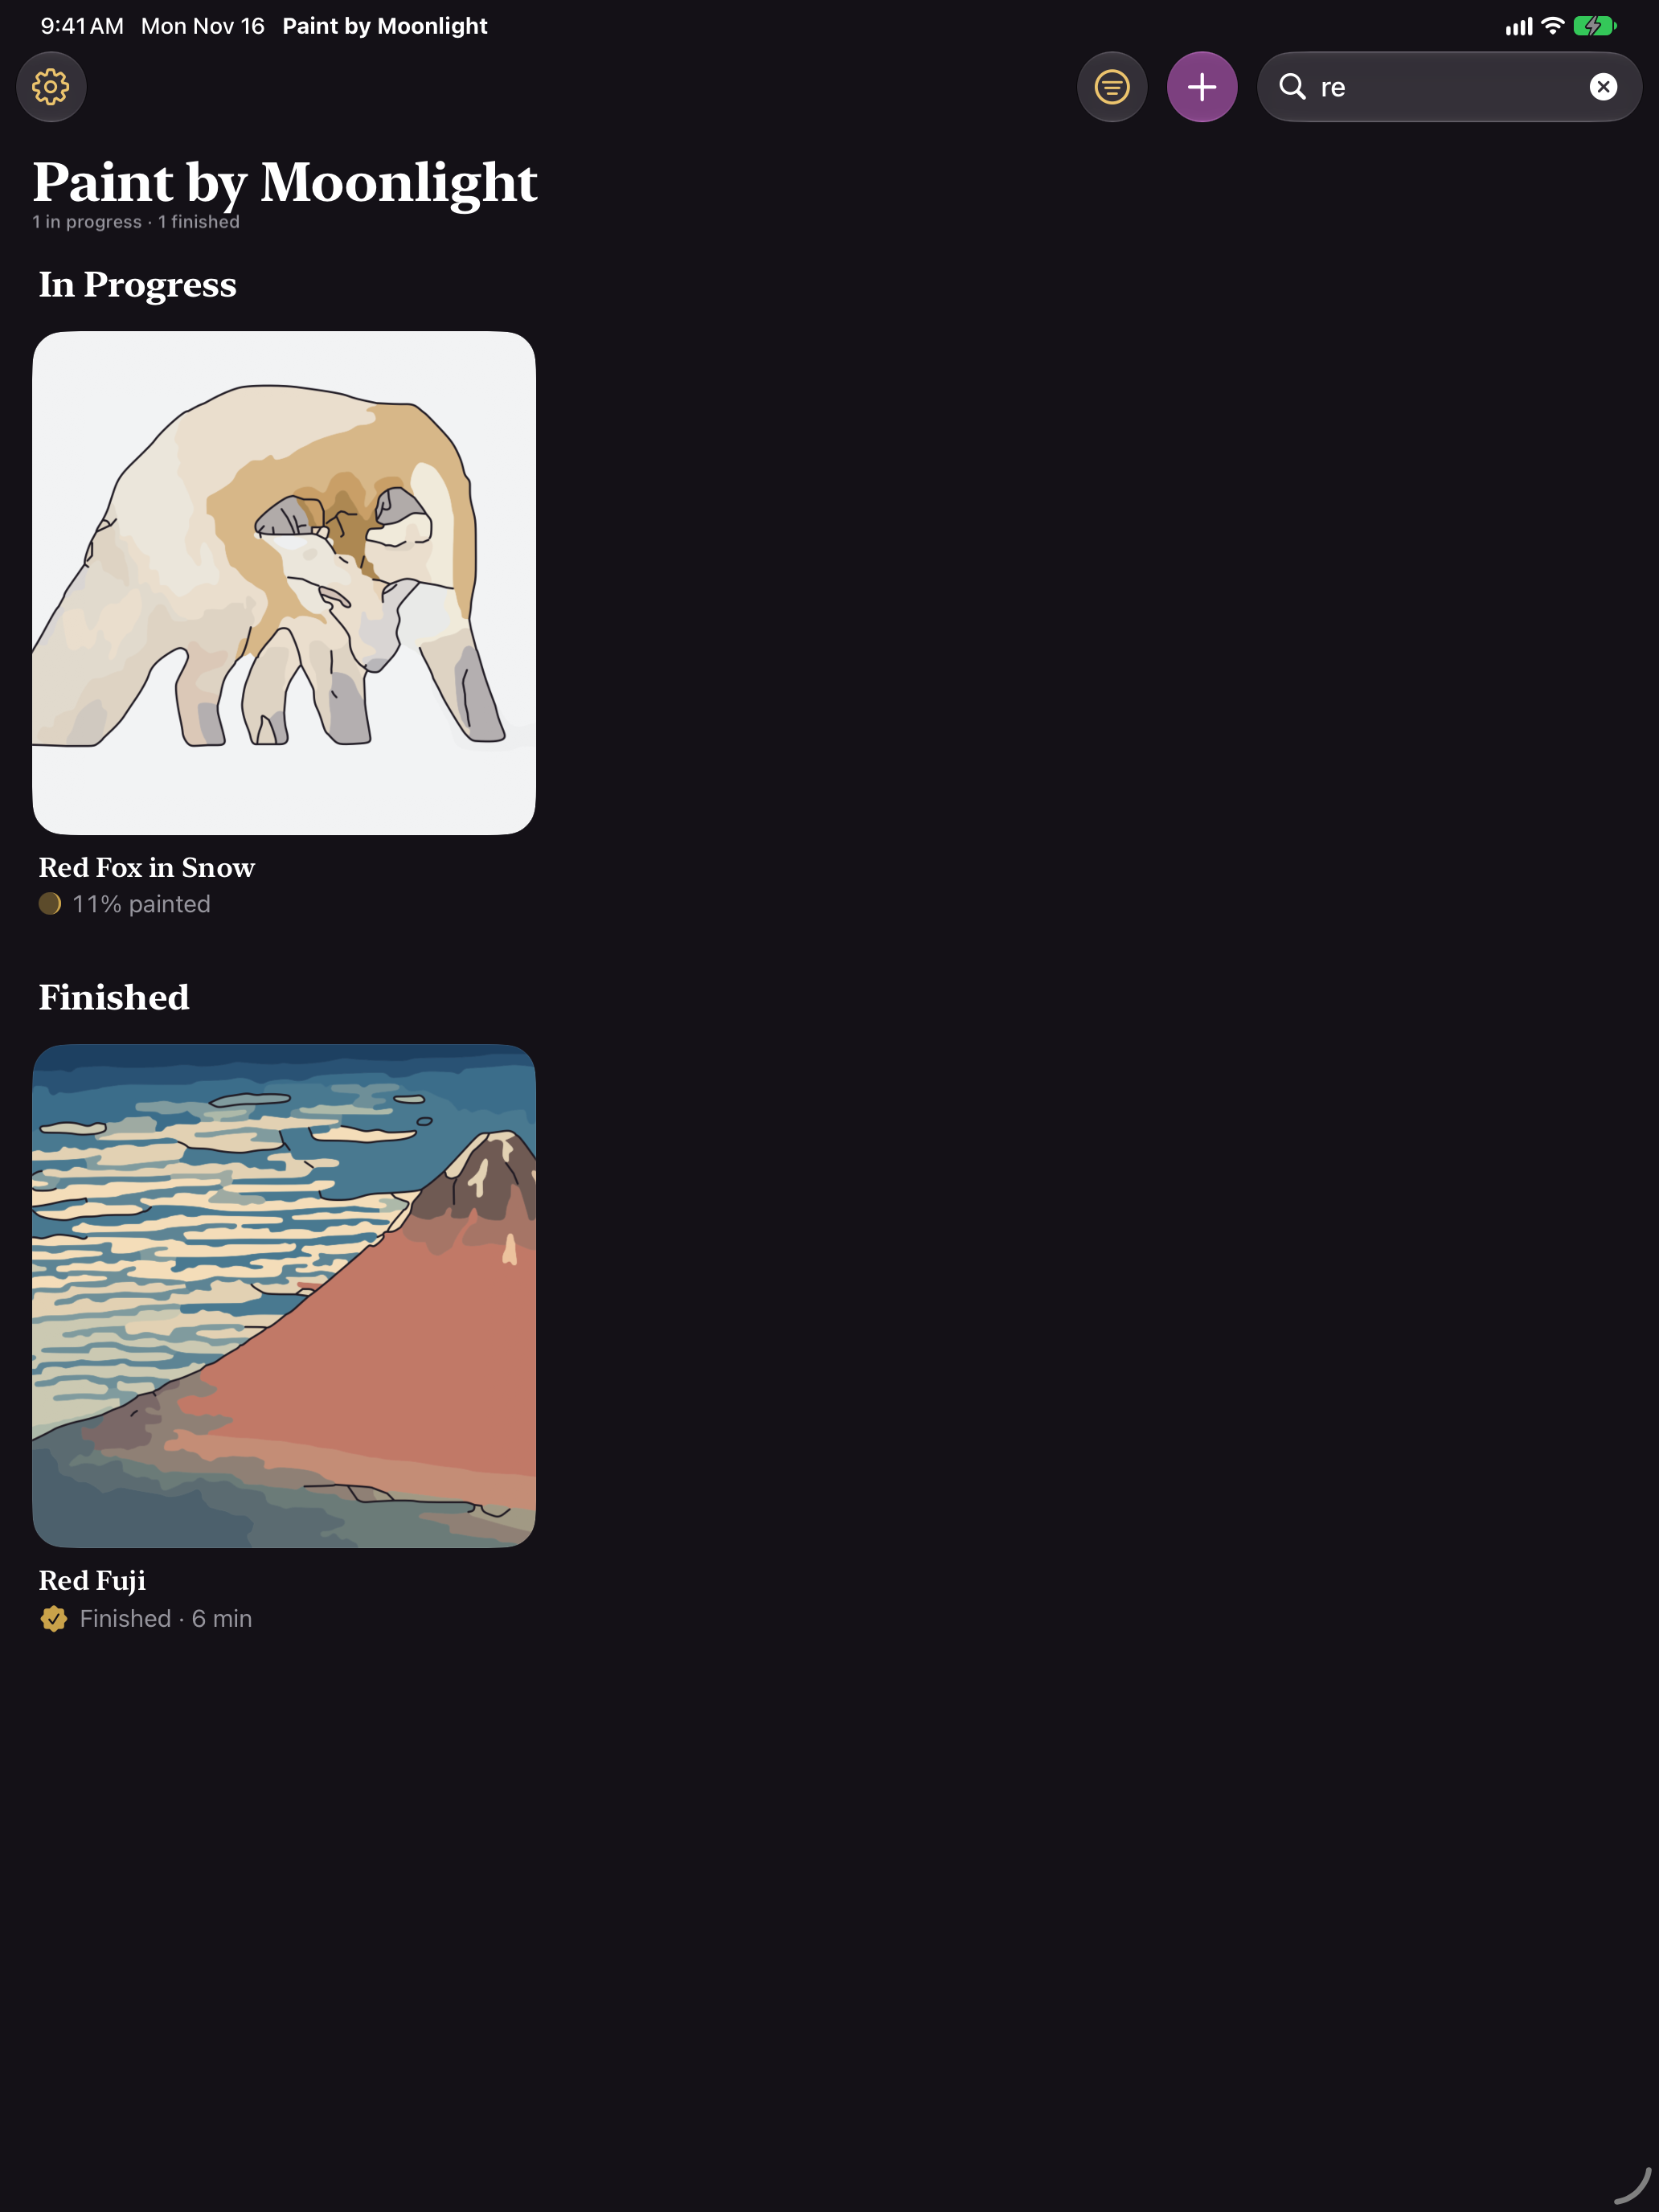 9:41 AM Mon Nov 16 Paint by Moonlight
re
Paint by Moonlight
1 in progress · 1 finished
In Progress
Red Fox in Snow
11% painted
Finished
Red Fuji
Finished · 6 min